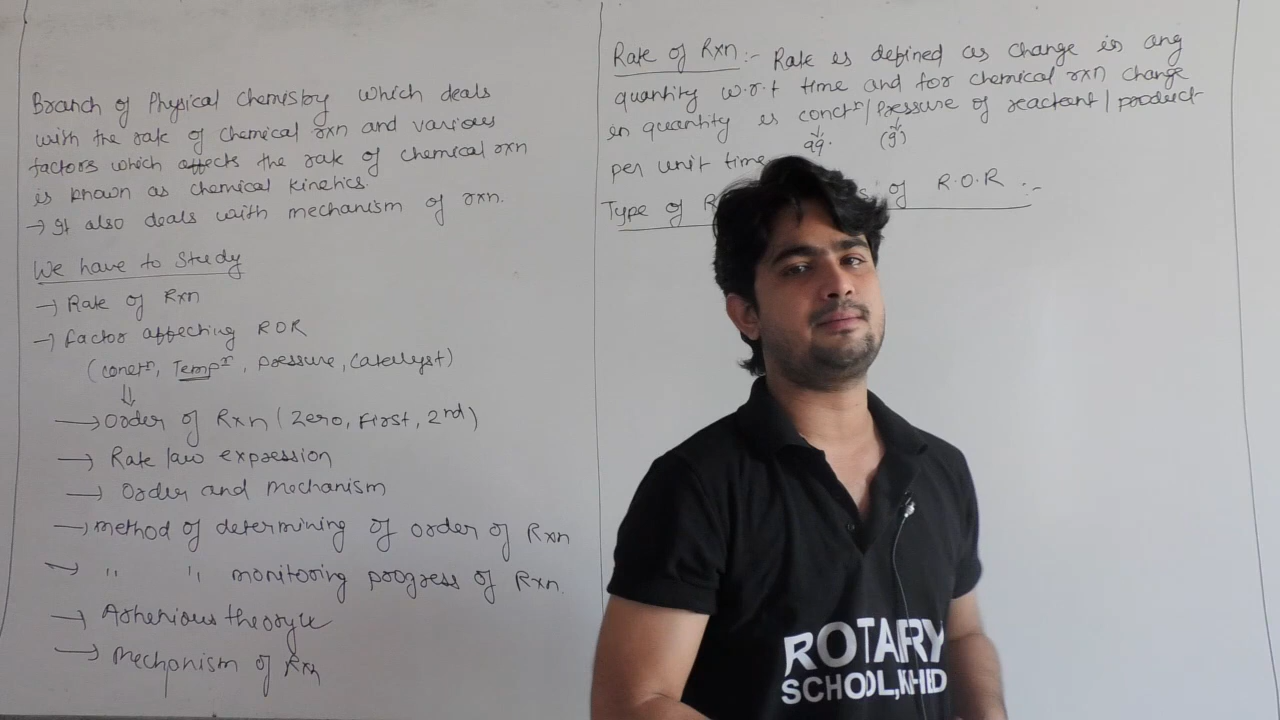 Branch of Physical Chemistry which deals
with the rate of chemical rxn and various
factors which affects the rate of chemical rxn
is known as chemical kinetics.
→ It also deals with mechanism of rxn.
We have to Study
→ Rate of Rxn
→ factor affecting ROR
(conctⁿ, Tempʳ, pressure, Catalyst)
⇓
→ Order of Rxn (Zero, First, 2nd)
→ Rate law expression
→ Order and Mechanism
→ Method of determining of order of Rxn
→ " " monitoring progress of Rxn.
→ Arhenious theory
→ Mechanism of Rxn
Rate of Rxn :- Rate is defined as change in any
quantity w.r.t time and for chemical rxn change
in quantity is conctⁿ/Pressure of reactant/product
aq. (g)
per unit time
Type of R of R.O.R :-
ROTARY
SCHOOL,